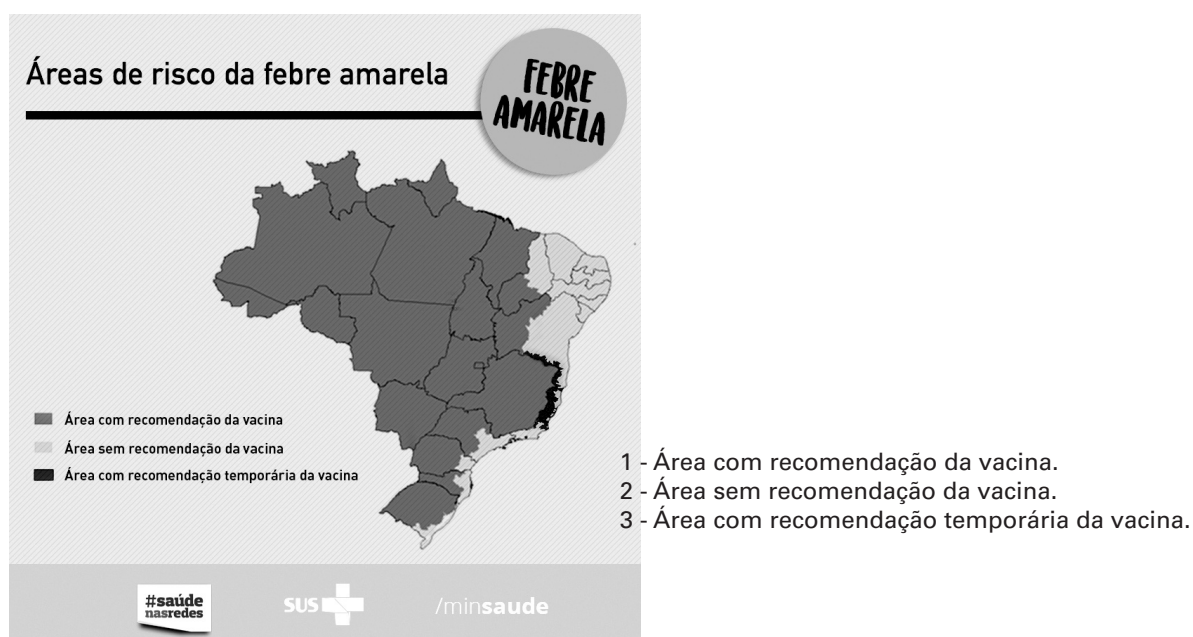 Áreas de risco da febre amarela
FEBRE
AMARELA
Área com recomendação da vacina
Área sem recomendação da vacina
Área com recomendação temporária da vacina
1 - Área com recomendação da vacina.
2 - Área sem recomendação da vacina.
3 - Área com recomendação temporária da vacina.
#saúde
nasredes
SUS
/minsaude